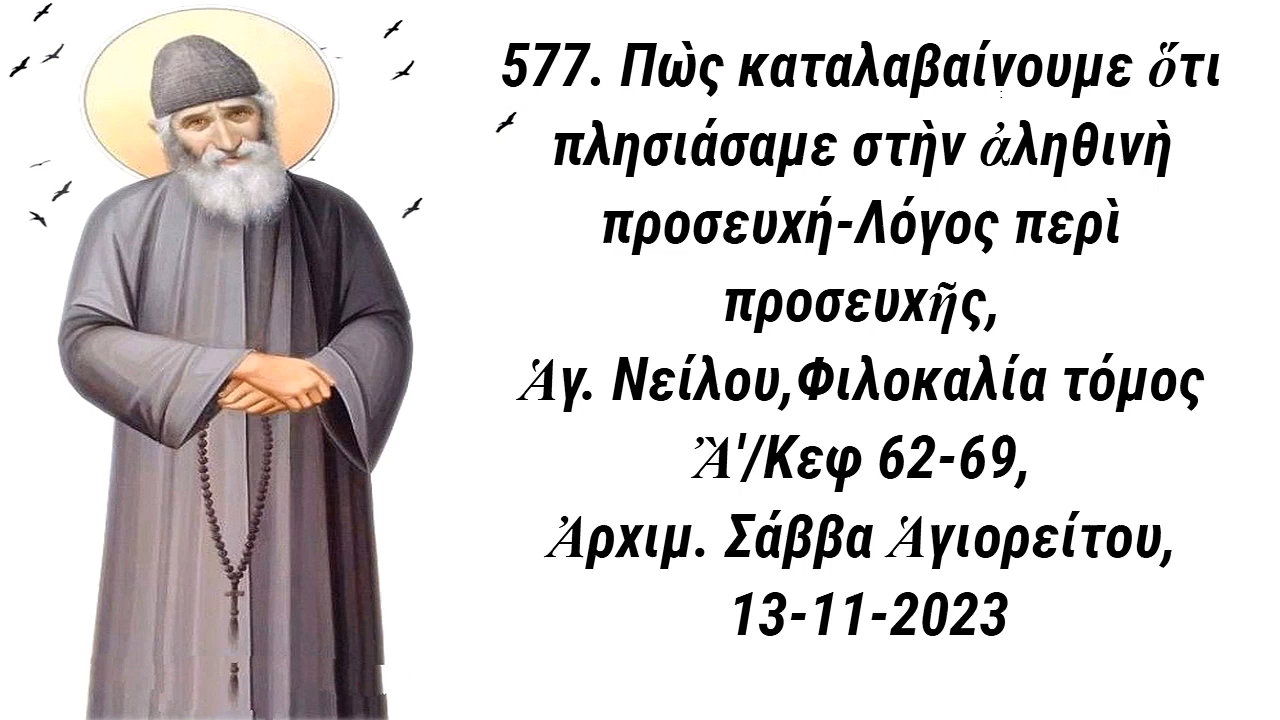 577. Πὼς καταλαβαίνουμε ὅτι
πλησιάσαμε στὴν ἀληθινὴ
προσευχή-Λόγος περὶ
προσευχῆς,
Ἁγ. Νείλου,Φιλοκαλία τόμος
Ἂ'/Κεφ 62-69,
Ἀρχιμ. Σάββα Ἁγιορείτου,
13-11-2023